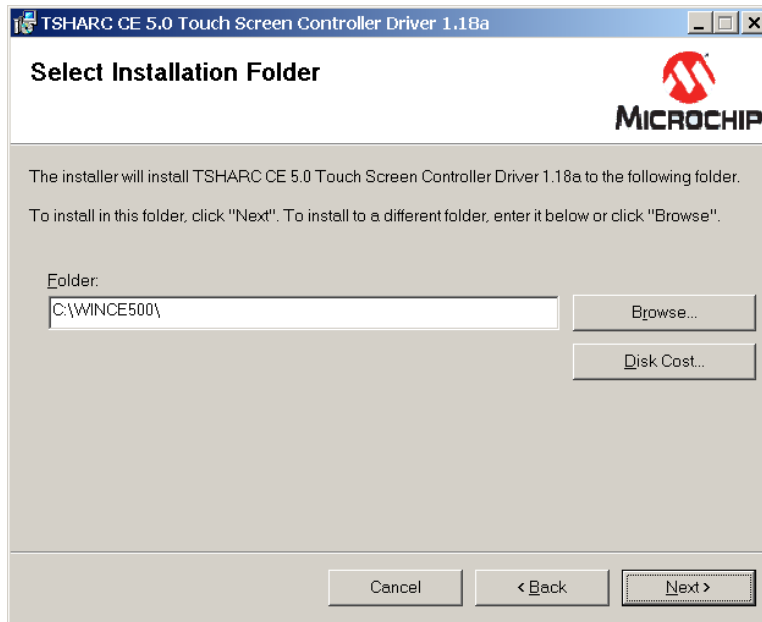 TSHARC CE 5.0 Touch Screen Controller Driver 1.18a
Select Installation Folder
MICROCHIP
The installer will install TSHARC CE 5.0 Touch Screen Controller Driver 1.18a to the following folder.
To install in this folder, click "Next". To install to a different folder, enter it below or click "Browse".
Folder:
C:\WINCE500\
Browse...
Disk Cost...
Cancel
< Back
Next >